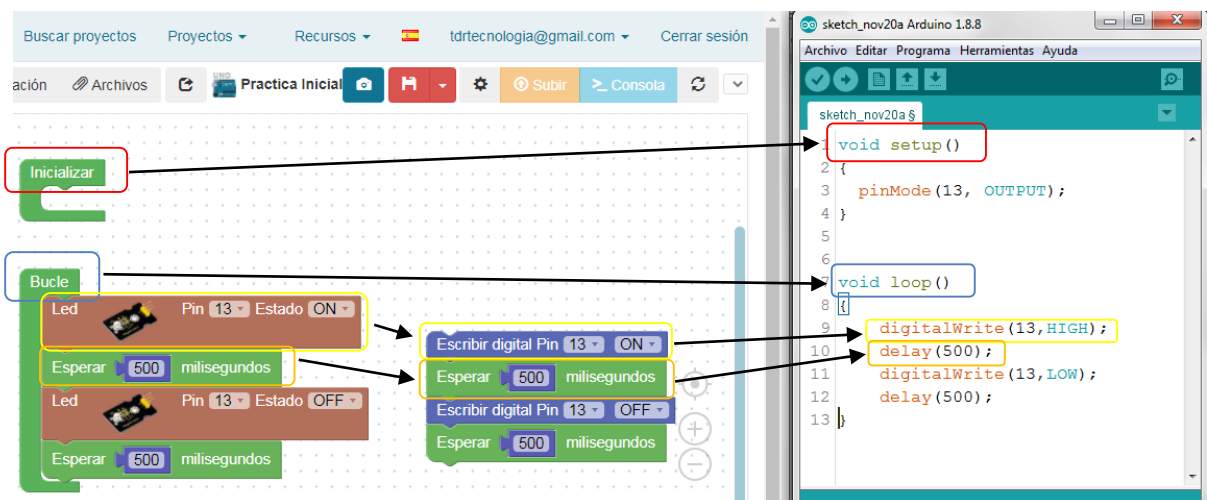 Buscar proyectos Proyectos Recursos tdrtecnologia@gmail.com Cerrar sesión
ación Archivos UNO Practica Inicial Subir >_ Consola
Inicializar
Bucle
Led Pin 13 Estado ON
Esperar 500 milisegundos
Led Pin 13 Estado OFF
Esperar 500 milisegundos
Escribir digital Pin 13 ON
Esperar 500 milisegundos
Escribir digital Pin 13 OFF
Esperar 500 milisegundos
sketch_nov20a Arduino 1.8.8
Archivo Editar Programa Herramientas Ayuda
sketch_nov20a §
1 void setup()
2 {
3 pinMode(13, OUTPUT);
4 }
5
6
7 void loop()
8 {
9 digitalWrite(13,HIGH);
10 delay(500);
11 digitalWrite(13,LOW);
12 delay(500);
13 }